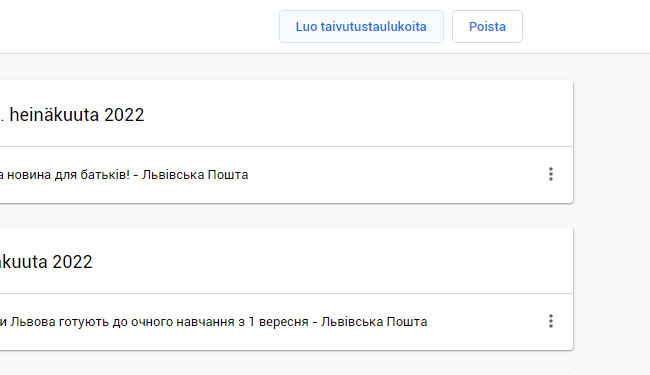 Luo taivutustaulukoita Poista
. heinäkuuta 2022
а новина для батьків! - Львівська Пошта
kuuta 2022
и Львова готують до очного навчання з 1 вересня - Львівська Пошта